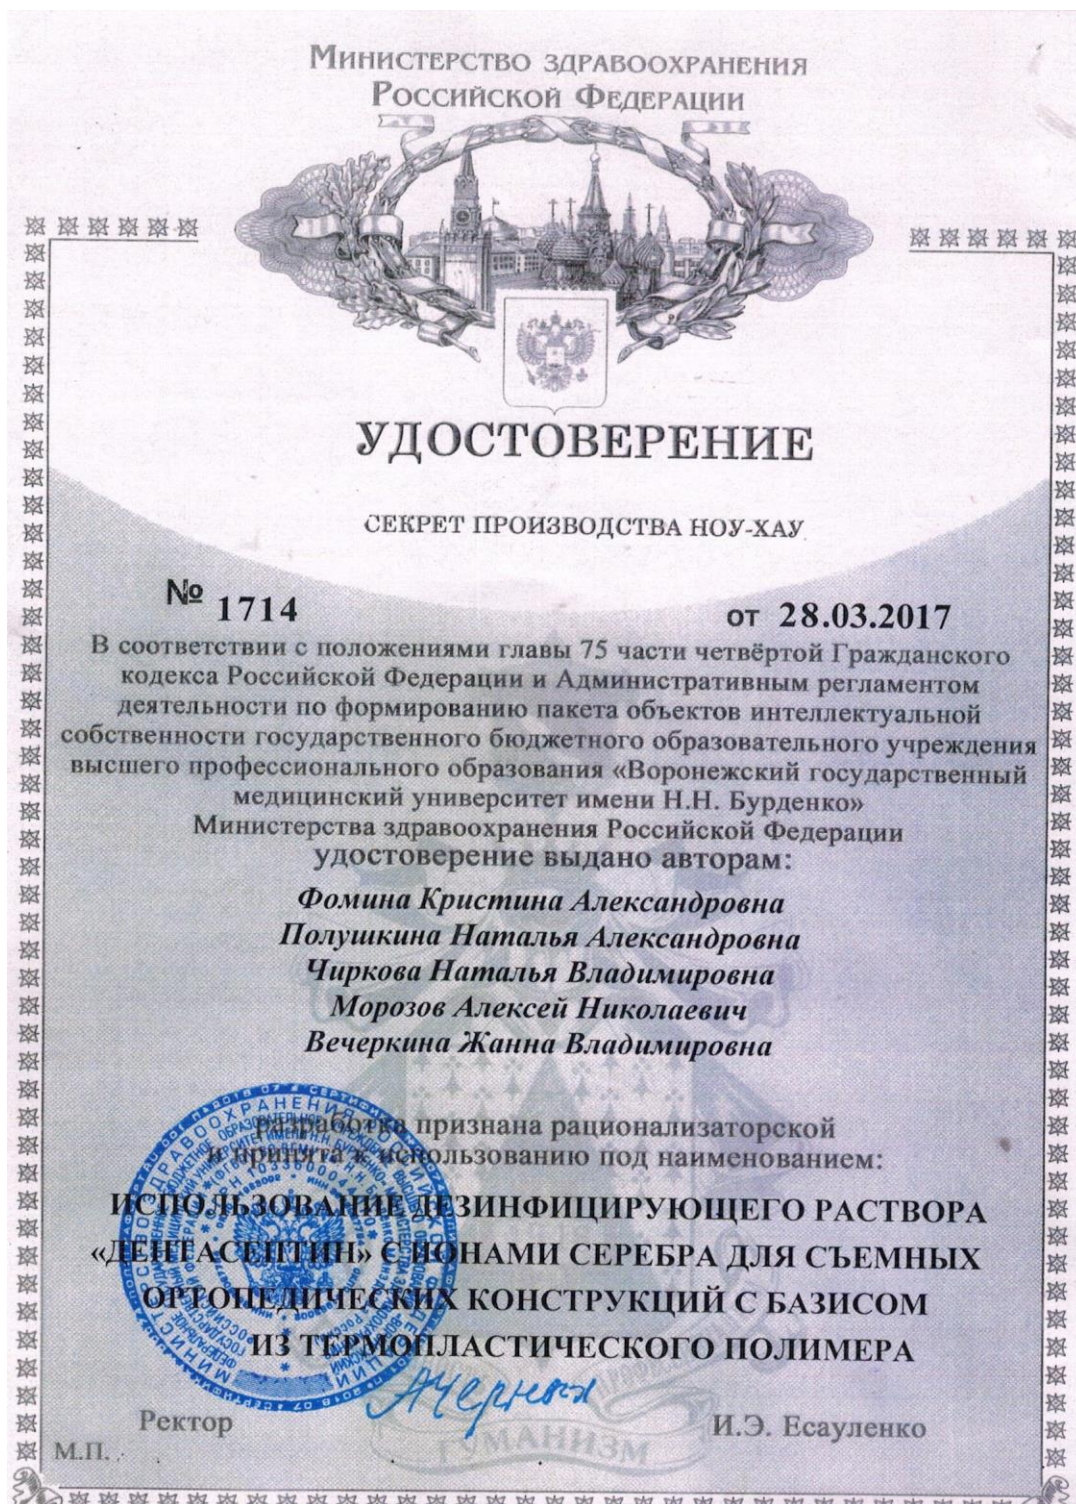 Министерство здравоохранения
Российской Федерации
УДОСТОВЕРЕНИЕ
СЕКРЕТ ПРОИЗВОДСТВА НОУ-ХАУ
№ 1714 от 28.03.2017
В соответствии с положениями главы 75 части четвёртой Гражданского
кодекса Российской Федерации и Административным регламентом
деятельности по формированию пакета объектов интеллектуальной
собственности государственного бюджетного образовательного учреждения
высшего профессионального образования «Воронежский государственный
медицинский университет имени Н.Н. Бурденко»
Министерства здравоохранения Российской Федерации
удостоверение выдано авторам:
Фомина Кристина Александровна
Полушкина Наталья Александровна
Чиркова Наталья Владимировна
Морозов Алексей Николаевич
Вечеркина Жанна Владимировна
разработка признана рационализаторской
и принята к использованию под наименованием:
ИСПОЛЬЗОВАНИЕ ДЕЗИНФИЦИРУЮЩЕГО РАСТВОРА
«ДЕНТАСЕПТИН» С ИОНАМИ СЕРЕБРА ДЛЯ СЪЕМНЫХ
ОРТОПЕДИЧЕСКИХ КОНСТРУКЦИЙ С БАЗИСОМ
ИЗ ТЕРМОПЛАСТИЧЕСКОГО ПОЛИМЕРА
Ректор И.Э. Есауленко
М.П.
ГУМАНИЗМ